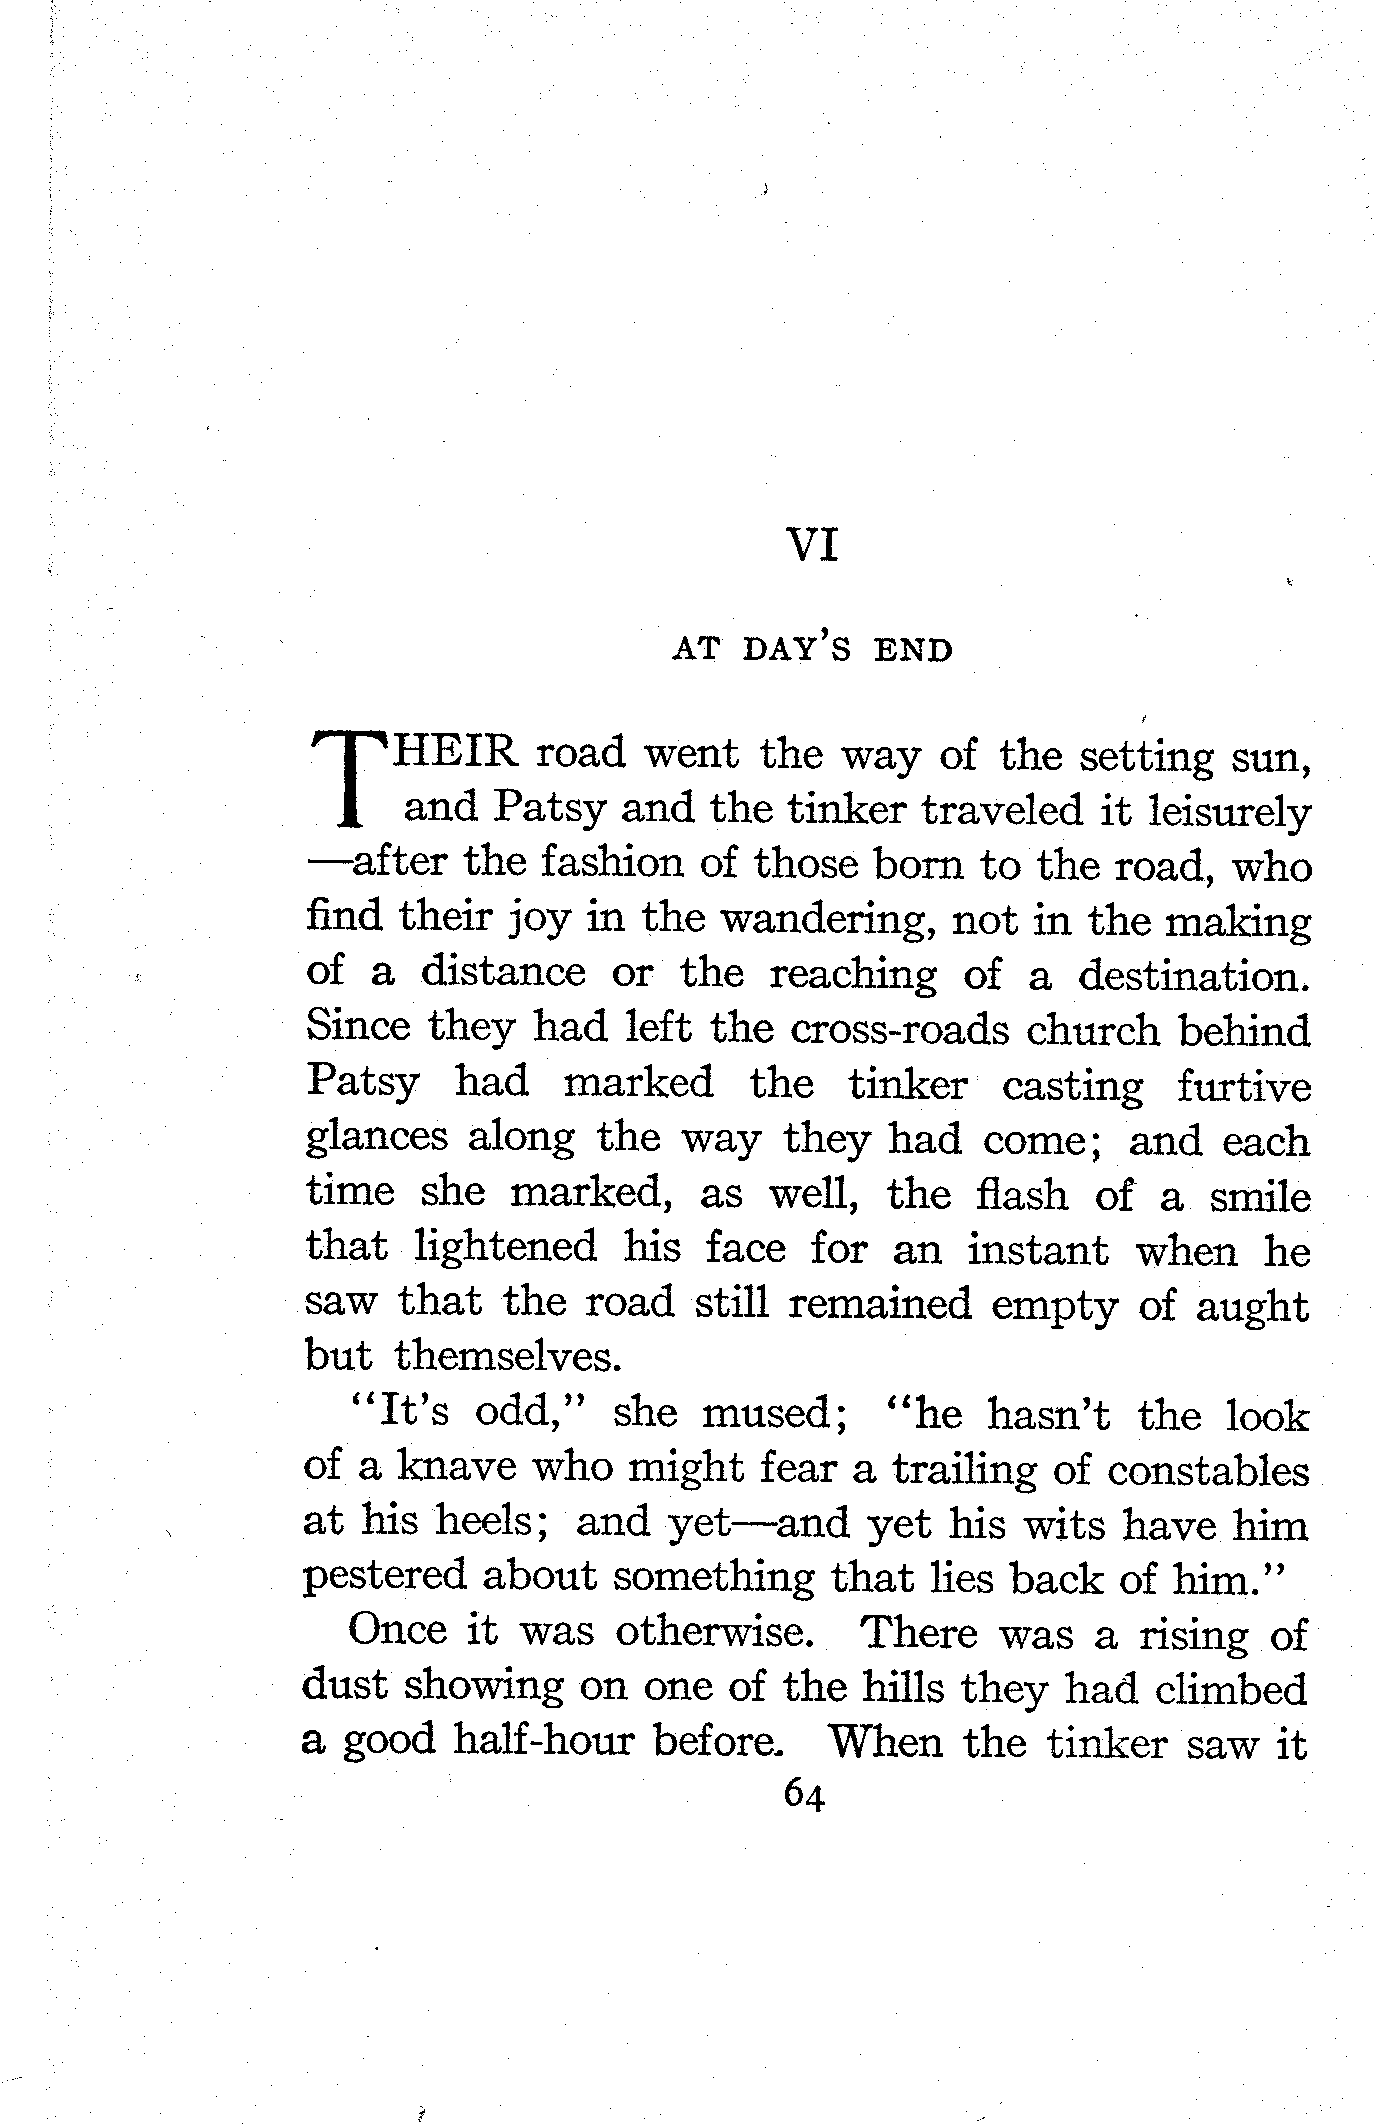 VI
AT DAY'S END
THEIR road went the way of the setting sun,
and Patsy and the tinker traveled it leisurely
—after the fashion of those born to the road, who
find their joy in the wandering, not in the making
of a distance or the reaching of a destination.
Since they had left the cross-roads church behind
Patsy had marked the tinker casting furtive
glances along the way they had come; and each
time she marked, as well, the flash of a smile
that lightened his face for an instant when he
saw that the road still remained empty of aught
but themselves.
"It's odd," she mused; "he hasn't the look
of a knave who might fear a trailing of constables
at his heels; and yet—and yet his wits have him
pestered about something that lies back of him."
Once it was otherwise. There was a rising of
dust showing on one of the hills they had climbed
a good half-hour before. When the tinker saw it
64